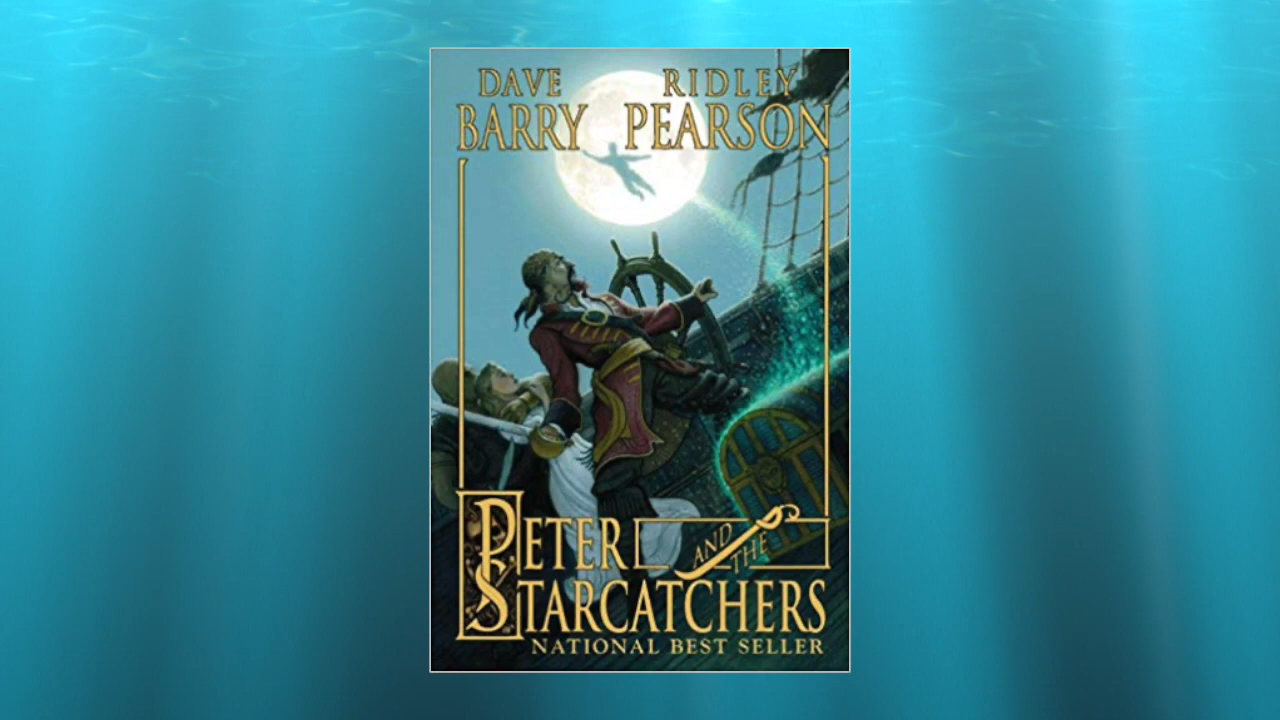 DAVE RIDLEY
BARRY PEARSON
PETER AND THE
STARCATCHERS
NATIONAL BEST SELLER